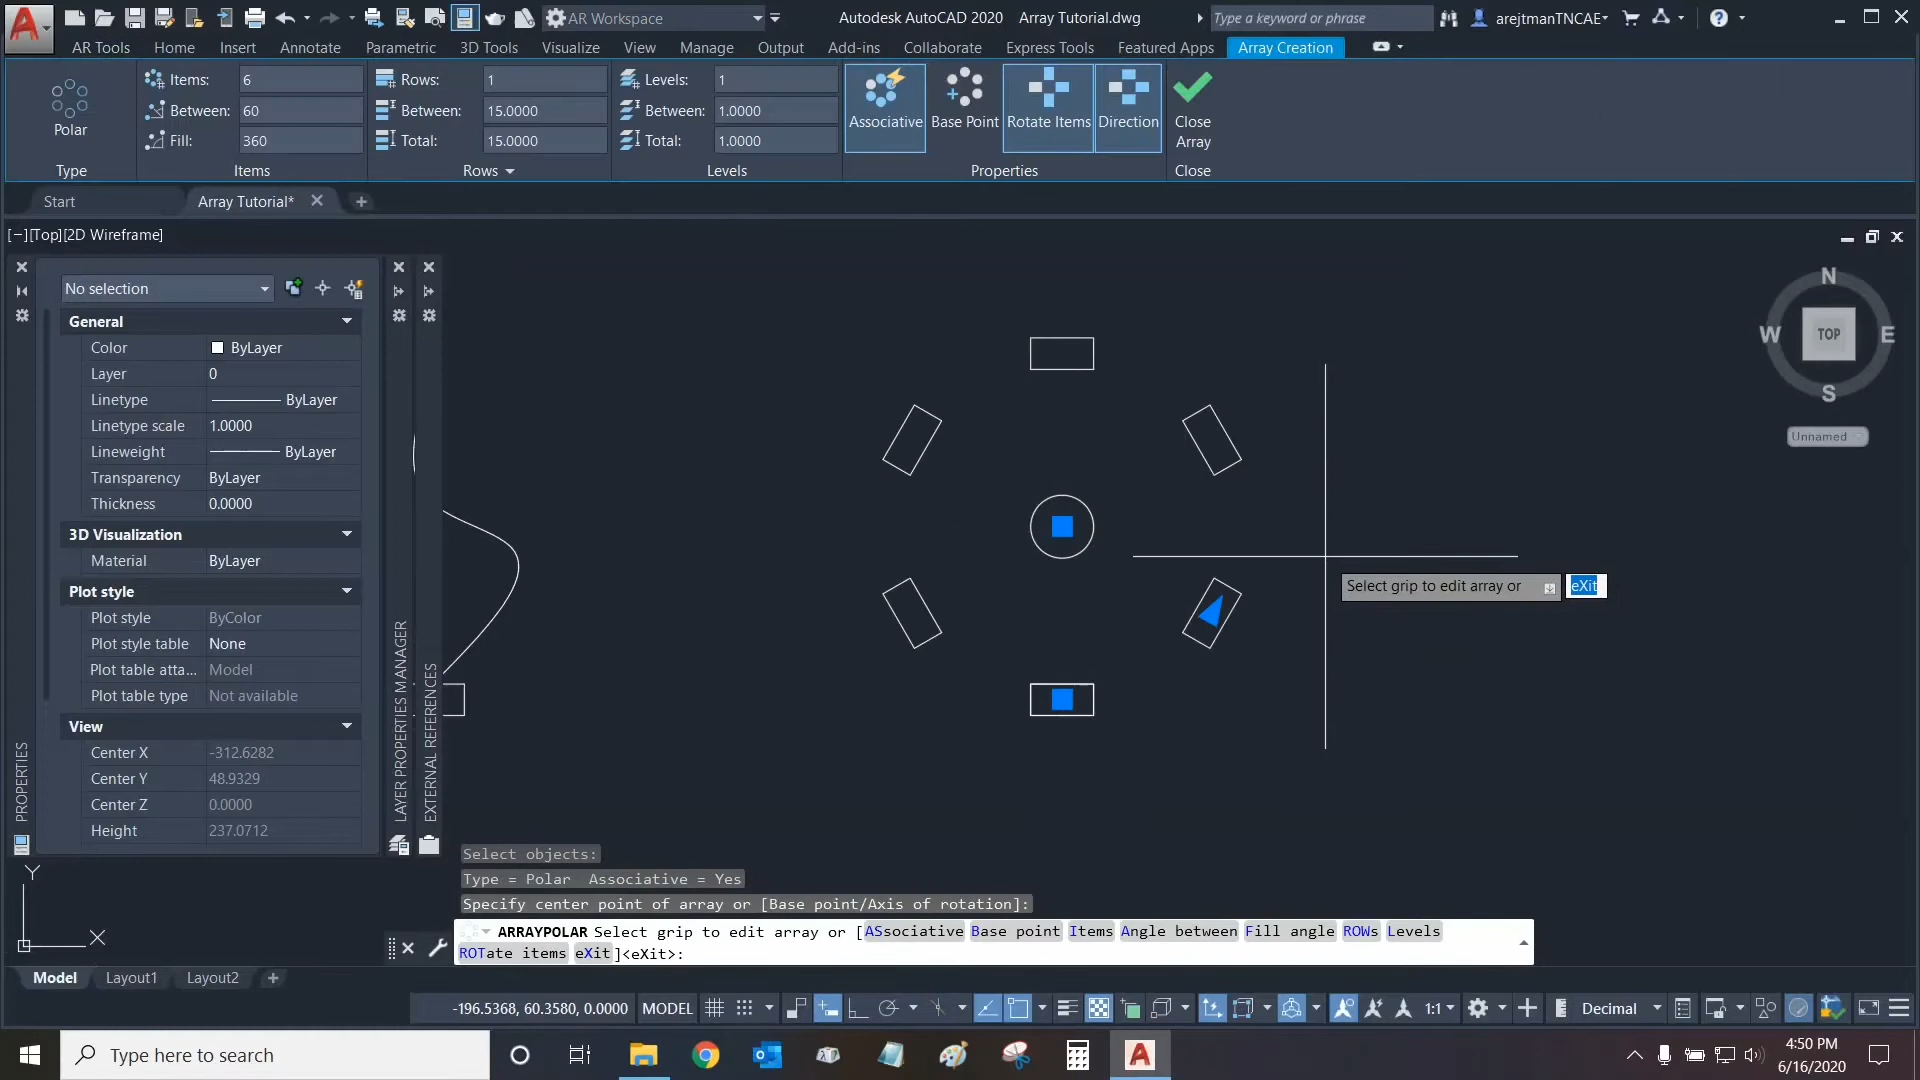 AR Workspace
Autodesk AutoCAD 2020 Array Tutorial.dwg
Type a keyword or phrase
arejtmanTNCAE
AR Tools Home Insert Annotate Parametric 3D Tools Visualize View Manage Output Add-ins Collaborate Express Tools Featured Apps Array Creation
Polar
Type
Items: 6
Between: 60
Fill: 360
Items
Rows: 1
Between: 15.0000
Total: 15.0000
Rows
Levels: 1
Between: 1.0000
Total: 1.0000
Levels
Associative Base Point Rotate Items Direction
Properties
Close
Array
Close
Start Array Tutorial*
[−][Top][2D Wireframe]
No selection
General
Color ByLayer
Layer 0
Linetype ByLayer
Linetype scale 1.0000
Lineweight ByLayer
Transparency ByLayer
Thickness 0.0000
3D Visualization
Material ByLayer
Plot style
Plot style ByColor
Plot style table None
Plot table atta... Model
Plot table type Not available
View
Center X -312.6282
Center Y 48.9329
Center Z 0.0000
Height 237.0712
PROPERTIES
LAYER PROPERTIES MANAGER
EXTERNAL REFERENCES
N
W TOP E
S
Unnamed
Select grip to edit array or eXit
Y
X
Select objects:
Type = Polar  Associative = Yes
Specify center point of array or [Base point/Axis of rotation]:
ARRAYPOLAR Select grip to edit array or [ASsociative Base point Items Angle between Fill angle ROWs Levels
ROTate items eXit]<eXit>:
Model Layout1 Layout2
-196.5368, 60.3580, 0.0000 MODEL 1:1 Decimal
Type here to search
4:50 PM
6/16/2020